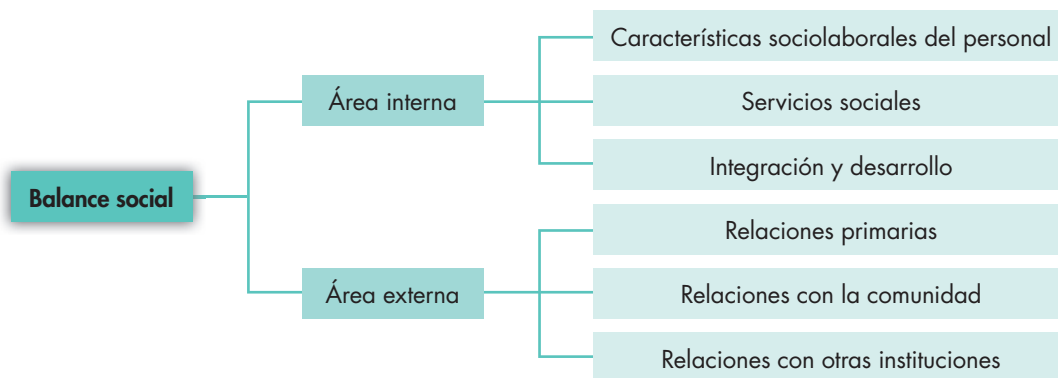 Balance social
Área interna
Características sociolaborales del personal
Servicios sociales
Integración y desarrollo
Área externa
Relaciones primarias
Relaciones con la comunidad
Relaciones con otras instituciones